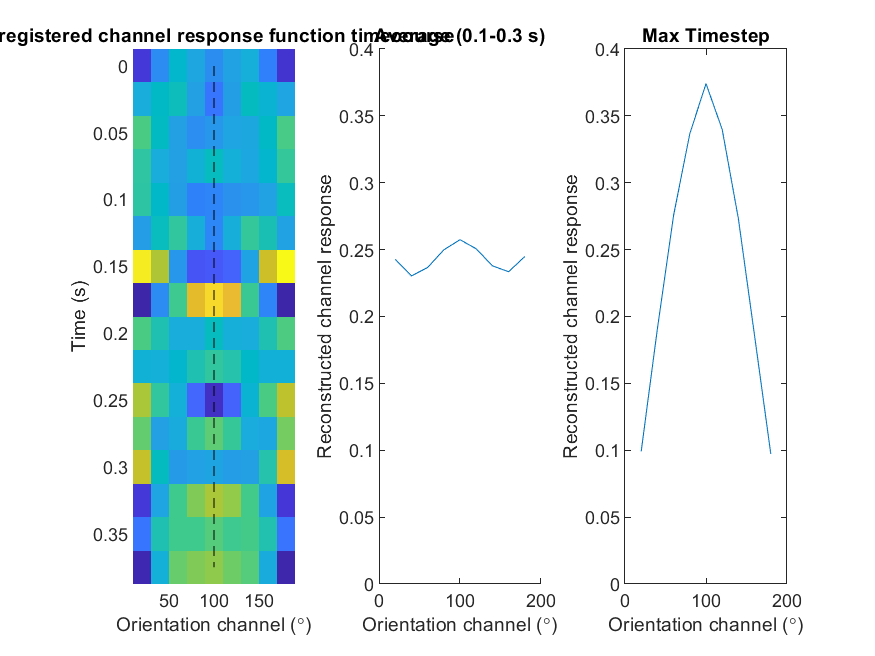 registered channel response function timecourse
Average (0.1-0.3 s)
Max Timestep
0
0.05
0.1
0.15
0.2
0.25
0.3
0.35
Time (s)
50 100 150
Orientation channel (°)
0.4
0.35
0.3
0.25
0.2
0.15
0.1
0.05
0
Reconstructed channel response
0 100 200
Orientation channel (°)
0.4
0.35
0.3
0.25
0.2
0.15
0.1
0.05
0
Reconstructed channel response
0 100 200
Orientation channel (°)